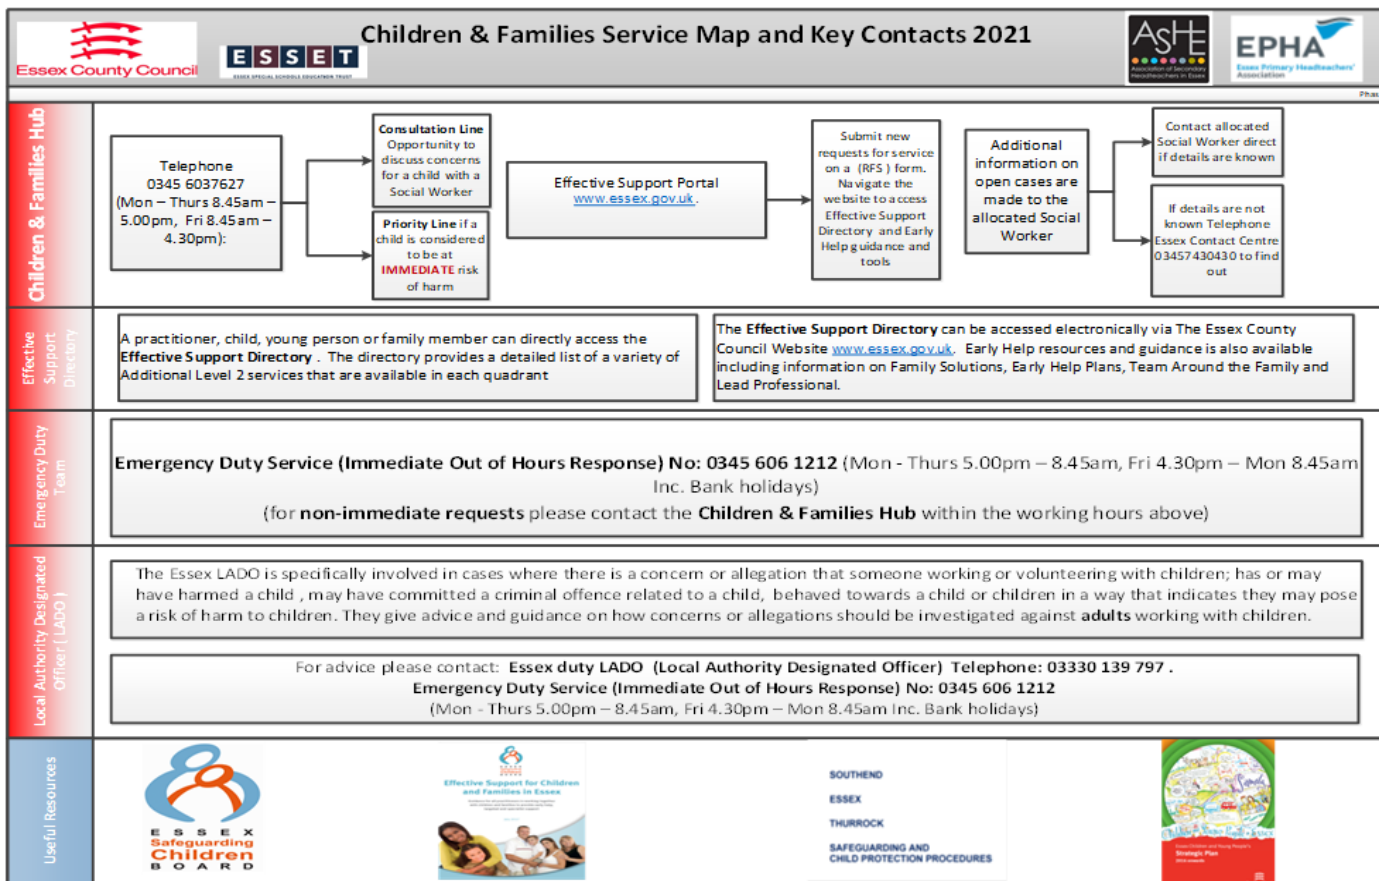 Children & Families Service Map and Key Contacts 2021
Essex County Council
ESSET
ESSEX SPECIAL SCHOOLS EDUCATION TRUST
ASHE
Association of Secondary
Headteachers in Essex
EPHA
Essex Primary Headteachers'
Association
Children & Families Hub
Telephone
0345 6037627
(Mon – Thurs 8.45am –
5.00pm, Fri 8.45am –
4.30pm):
Consultation Line
Opportunity to
discuss concerns
for a child with a
Social Worker
Priority Line if a
child is considered
to be at
IMMEDIATE risk
of harm
Effective Support Portal
www.essex.gov.uk .
Submit new
requests for service
on a (RFS ) form.
Navigate the
website to access
Effective Support
Directory and Early
Help guidance and
tools
Additional
information on
open cases are
made to the
allocated Social
Worker
Contact allocated
Social Worker direct
if details are known
If details are not
known Telephone
Essex Contact Centre
03457430430 to find
out
Effective
Support
Directory
A practitioner, child, young person or family member can directly access the
Effective Support Directory . The directory provides a detailed list of a variety of
Additional Level 2 services that are available in each quadrant
The Effective Support Directory can be accessed electronically via The Essex County
Council Website www.essex.gov.uk. Early Help resources and guidance is also available
including information on Family Solutions, Early Help Plans, Team Around the Family and
Lead Professional.
Emergency Duty
Team
Emergency Duty Service (Immediate Out of Hours Response) No: 0345 606 1212 (Mon - Thurs 5.00pm – 8.45am, Fri 4.30pm – Mon 8.45am
Inc. Bank holidays)
(for non-immediate requests please contact the Children & Families Hub within the working hours above)
Local Authority Designated
Officer ( LADO )
The Essex LADO is specifically involved in cases where there is a concern or allegation that someone working or volunteering with children; has or may
have harmed a child , may have committed a criminal offence related to a child, behaved towards a child or children in a way that indicates they may pose
a risk of harm to children. They give advice and guidance on how concerns or allegations should be investigated against adults working with children.
For advice please contact: Essex duty LADO (Local Authority Designated Officer) Telephone: 03330 139 797 .
Emergency Duty Service (Immediate Out of Hours Response) No: 0345 606 1212
(Mon - Thurs 5.00pm – 8.45am, Fri 4.30pm – Mon 8.45am Inc. Bank holidays)
Useful Resources
ESSEX
Safeguarding
Children
BOARD
Effective Support for Children
and Families in Essex
SOUTHEND
ESSEX
THURROCK
SAFEGUARDING AND
CHILD PROTECTION PROCEDURES
Essex Children and Young People's
Strategic Plan